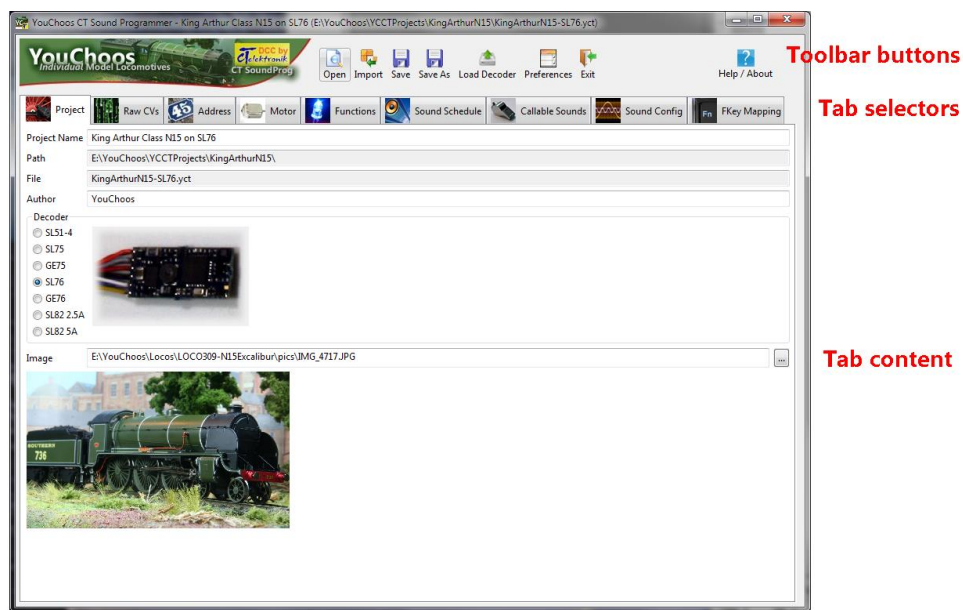 YouChoos CT Sound Programmer - King Arthur Class N15 on SL76 (E:\YouChoos\YCCTProjects\KingArthurN15\KingArthurN15-SL76.yct)
YouChoos
Individual Model Locomotives
DCC by
CTelektronik
CT SoundProg
Open Import Save Save As Load Decoder Preferences Exit Help / About
Toolbar buttons
Project Raw CVs Address Motor Functions Sound Schedule Callable Sounds Sound Config Fn FKey Mapping
Tab selectors
Project Name King Arthur Class N15 on SL76
Path E:\YouChoos\YCCTProjects\KingArthurN15\
File KingArthurN15-SL76.yct
Author YouChoos
Decoder
SL51-4
SL75
GE75
SL76
GE76
SL82 2.5A
SL82 5A
Image E:\YouChoos\Locos\LOCO309-N15Excalibur\pics\IMG_4717.JPG ...
Tab content
SOUTHERN
736